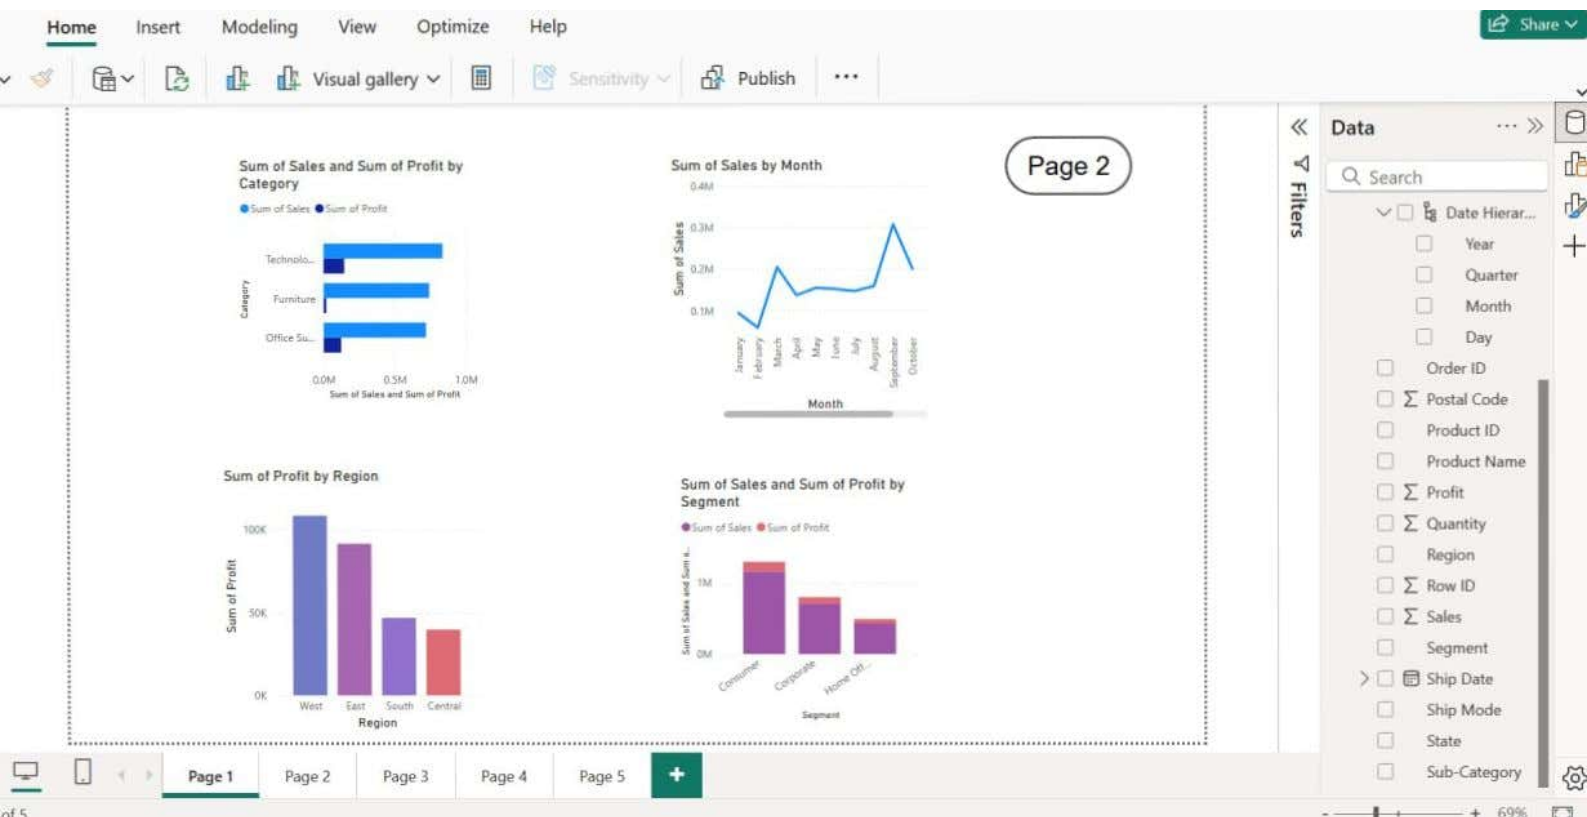 Home Insert Modeling View Optimize Help Share
Visual gallery Sensitivity Publish ...
Sum of Sales and Sum of Profit by
Category
Sum of Sales Sum of Profit
Category
Technolo...
Furniture
Office Su...
0.0M 0.5M 1.0M
Sum of Sales and Sum of Profit
Sum of Sales by Month
Sum of Sales
0.4M
0.3M
0.2M
0.1M
January February March April May June July August September October
Month
Page 2
Sum of Profit by Region
Sum of Profit
100K
50K
0K
West East South Central
Region
Sum of Sales and Sum of Profit by
Segment
Sum of Sales Sum of Profit
Sum of Sales and Sum o...
1M
0M
Consumer Corporate Home Off...
Segment
Filters
Data ...
Search
Date Hierar...
Year
Quarter
Month
Day
Order ID
Σ Postal Code
Product ID
Product Name
Σ Profit
Σ Quantity
Region
Σ Row ID
Σ Sales
Segment
Ship Date
Ship Mode
State
Sub-Category
Page 1 Page 2 Page 3 Page 4 Page 5 +
of 5
- + 69%